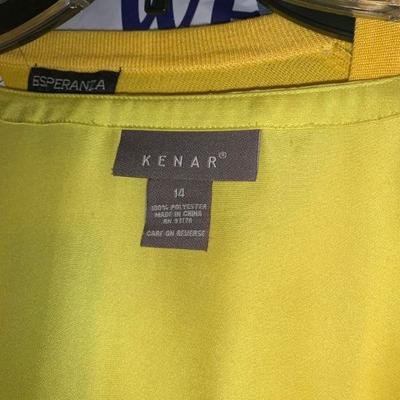 ESPERANZA
KENAR®
14
100% POLYESTER
MADE IN CHINA
CARE ON REVERSE